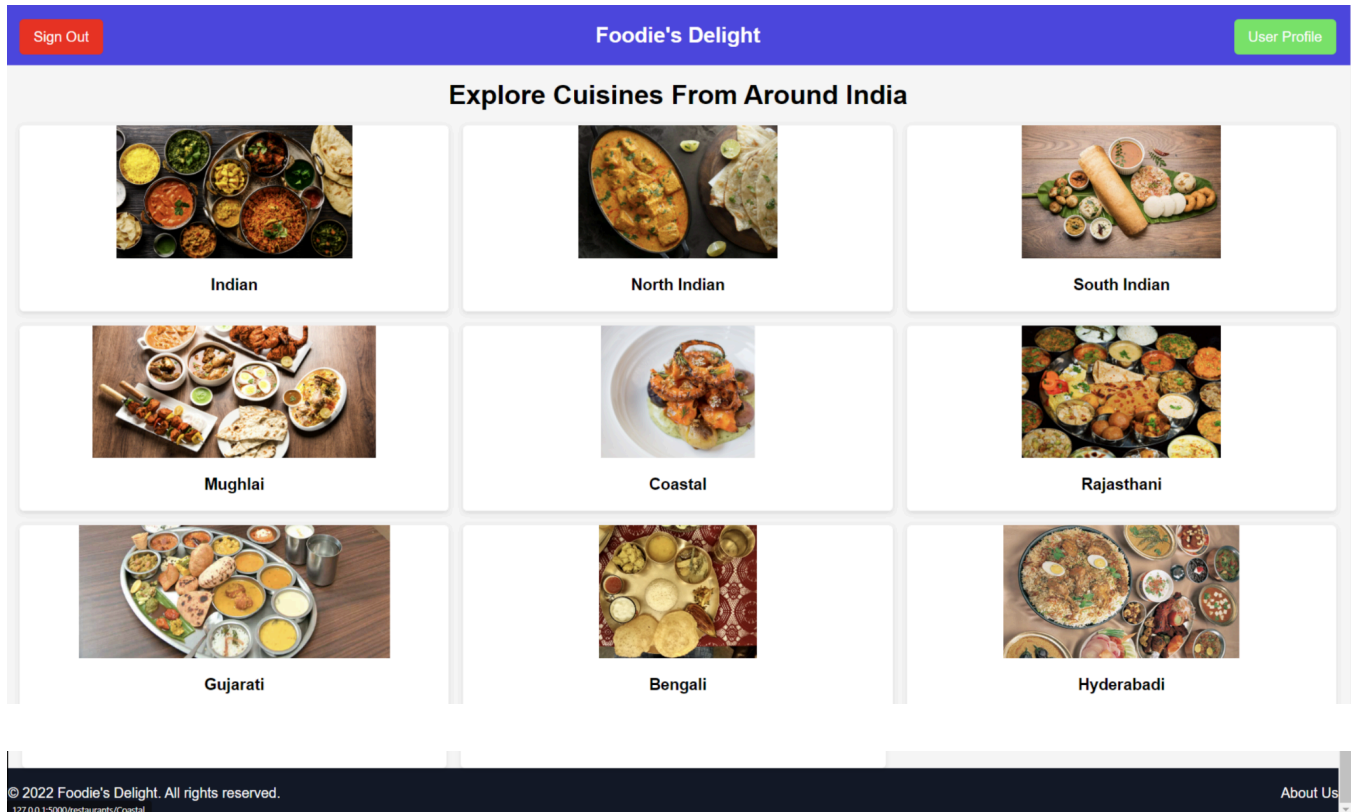 Sign Out Foodie's Delight User Profile
Explore Cuisines From Around India
Indian North Indian South Indian
Mughlai Coastal Rajasthani
Gujarati Bengali Hyderabadi
© 2022 Foodie's Delight. All rights reserved. About Us
127.0.0.1:5000/restaurants/Coastal